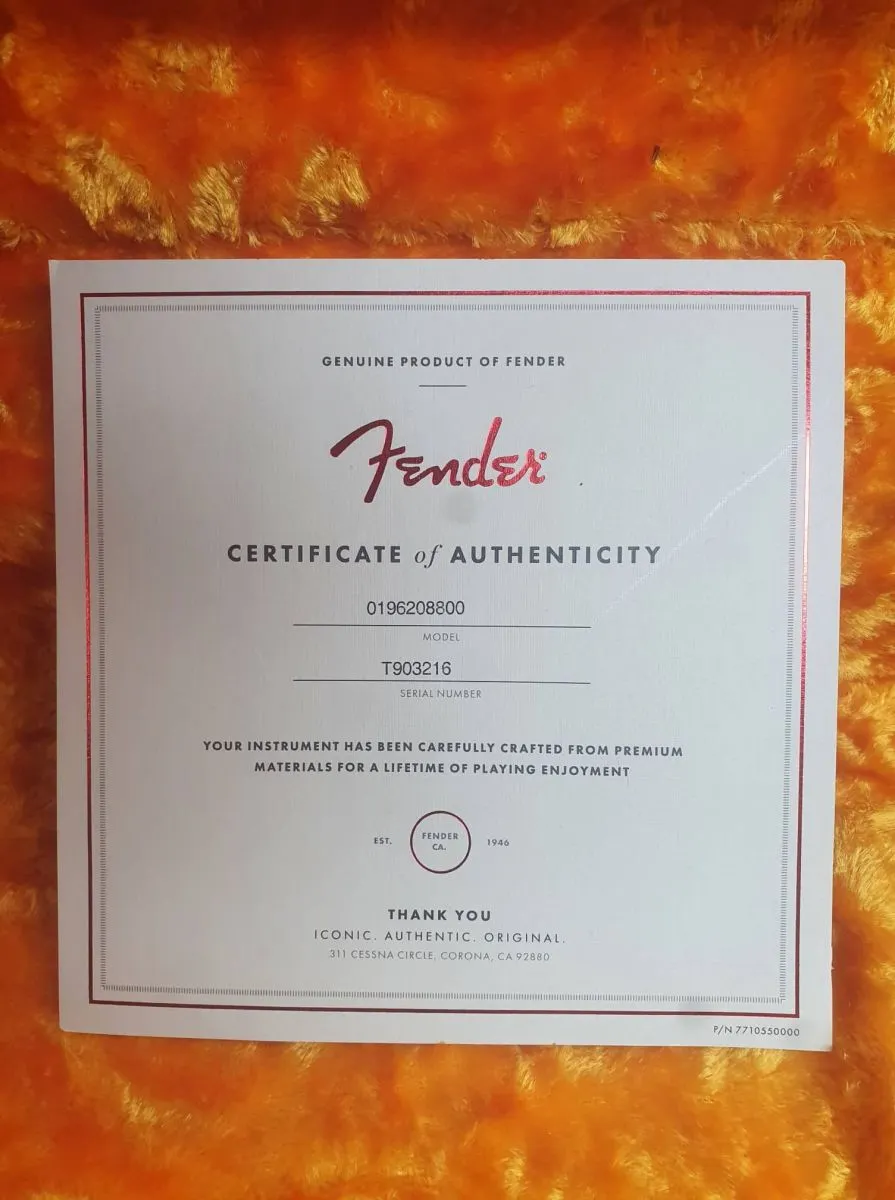 GENUINE PRODUCT OF FENDER
Fender®
CERTIFICATE of AUTHENTICITY
0196208800
MODEL
T903216
SERIAL NUMBER
YOUR INSTRUMENT HAS BEEN CAREFULLY CRAFTED FROM PREMIUM
MATERIALS FOR A LIFETIME OF PLAYING ENJOYMENT
EST. FENDER CA. 1946
THANK YOU
ICONIC. AUTHENTIC. ORIGINAL.
311 CESSNA CIRCLE, CORONA, CA 92880
P/N 7710550000